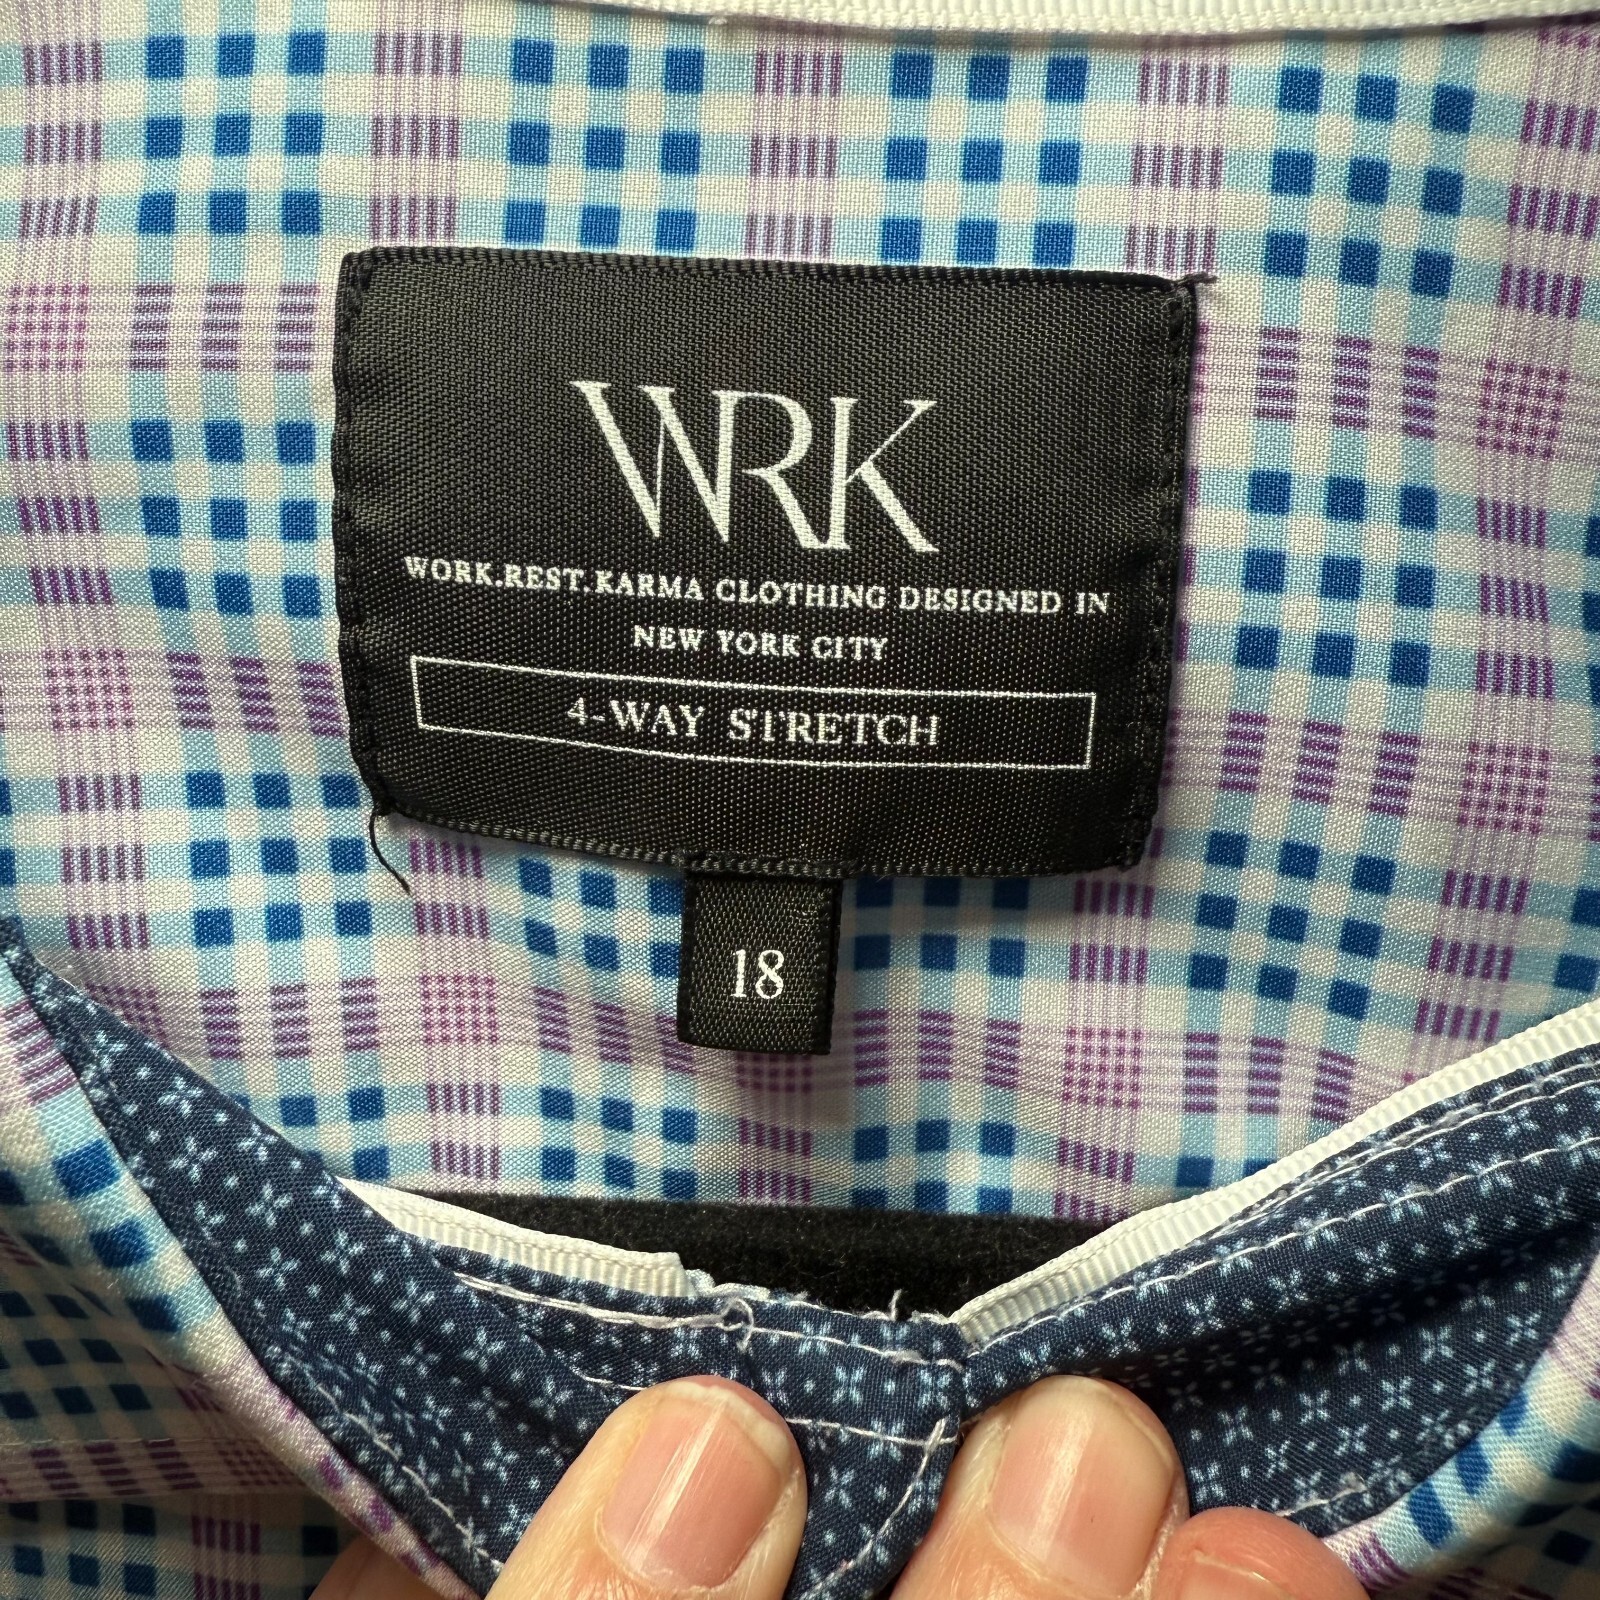 WRK
WORK.REST.KARMA CLOTHING DESIGNED IN
NEW YORK CITY
4-WAY STRETCH
18